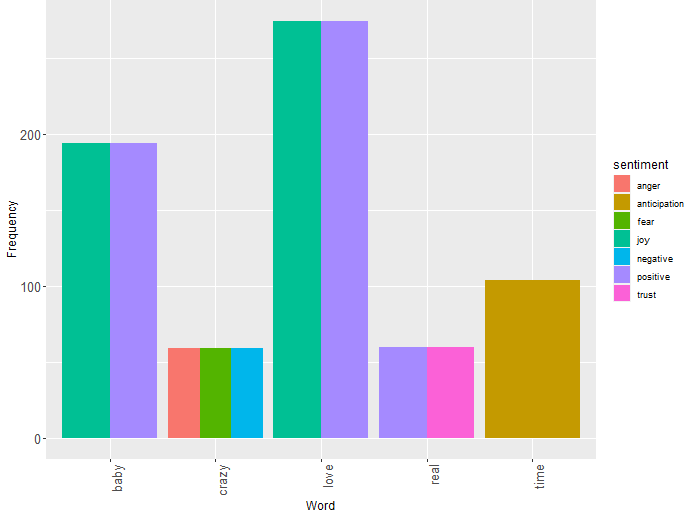 Frequency
200
100
0
baby
crazy
love
real
time
Word
sentiment
anger
anticipation
fear
joy
negative
positive
trust